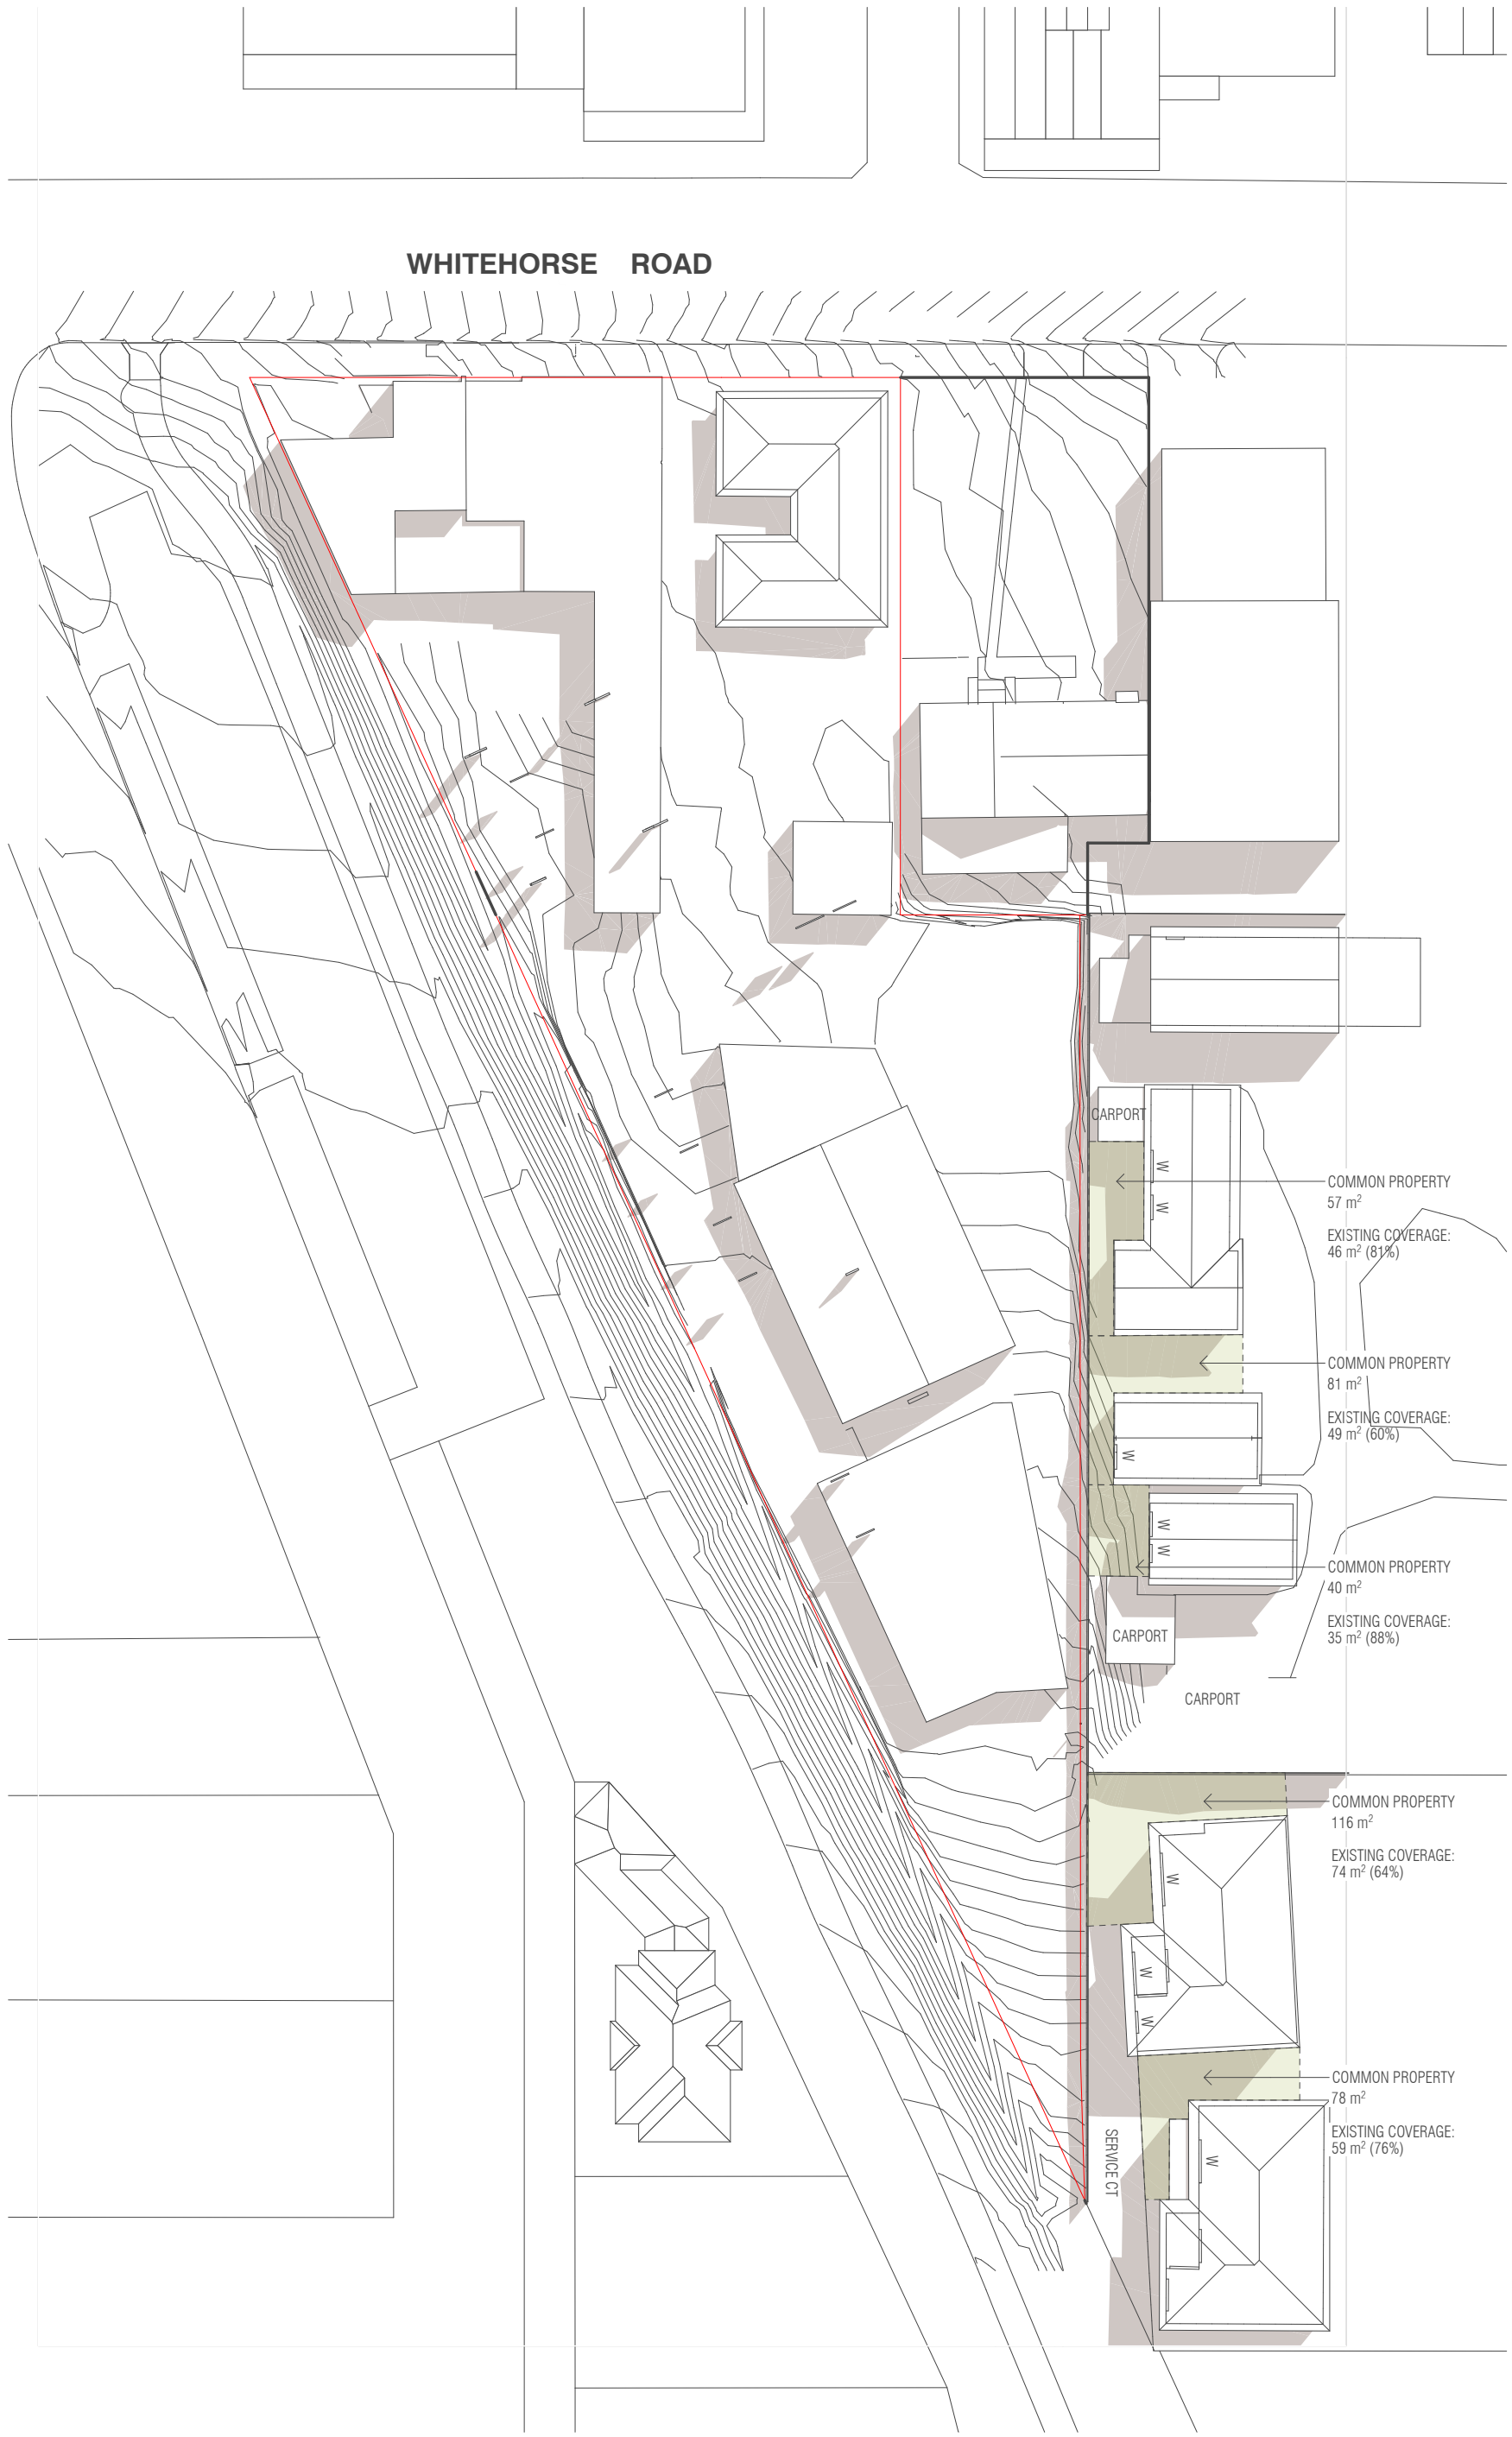 WHITEHORSE ROAD
CARPORT
W
COMMON PROPERTY
57 m²
W
EXISTING COVERAGE:
46 m² (81%)
COMMON PROPERTY
81 m²
EXISTING COVERAGE:
49 m² (60%)
W
W
W
COMMON PROPERTY
40 m²
EXISTING COVERAGE:
35 m² (88%)
CARPORT
CARPORT
COMMON PROPERTY
116 m²
EXISTING COVERAGE:
74 m² (64%)
W
W
W
COMMON PROPERTY
78 m²
EXISTING COVERAGE:
59 m² (76%)
SERVICE CT
W